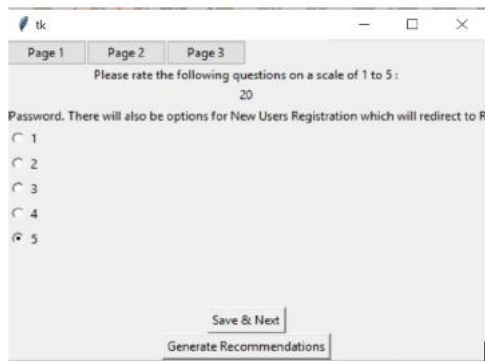 tk
Page 1 Page 2 Page 3
Please rate the following questions on a scale of 1 to 5 :
20
Password. There will also be options for New Users Registration which will redirect to R
1
2
3
4
5
Save & Next
Generate Recommendations